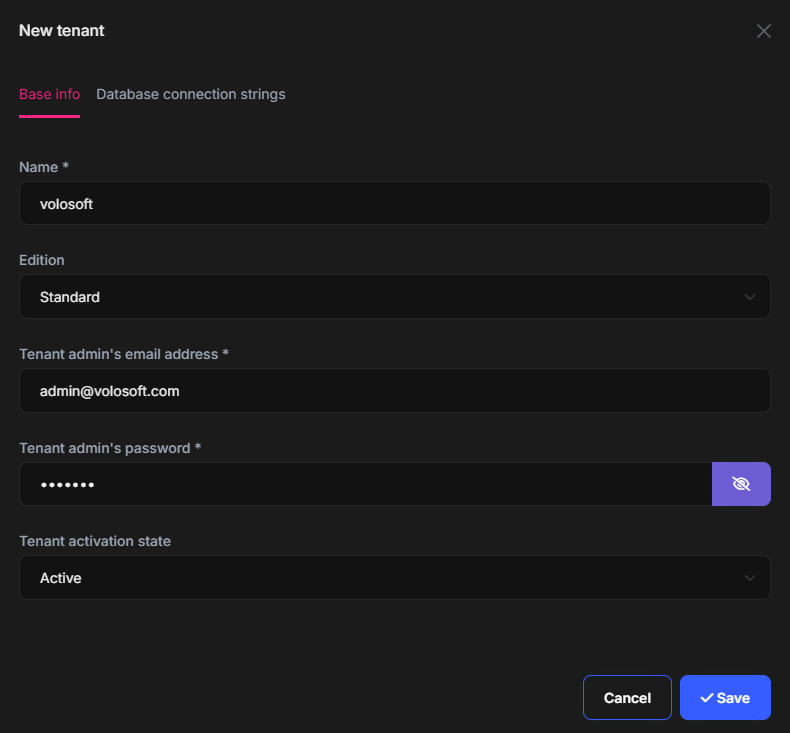 New tenant
Base info Database connection strings
Name *
volosoft
Edition
Standard
Tenant admin's email address *
admin@volosoft.com
Tenant admin's password *
•••••••
Tenant activation state
Active
Cancel Save